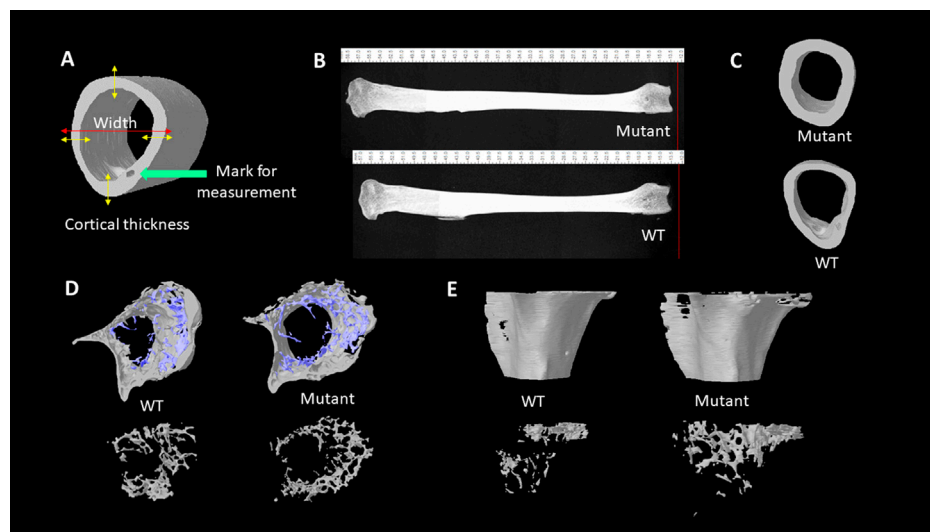 A
Width
Mark for
measurement
Cortical thickness
B
Mutant
WT
C
Mutant
WT
D
WT
Mutant
E
WT
Mutant